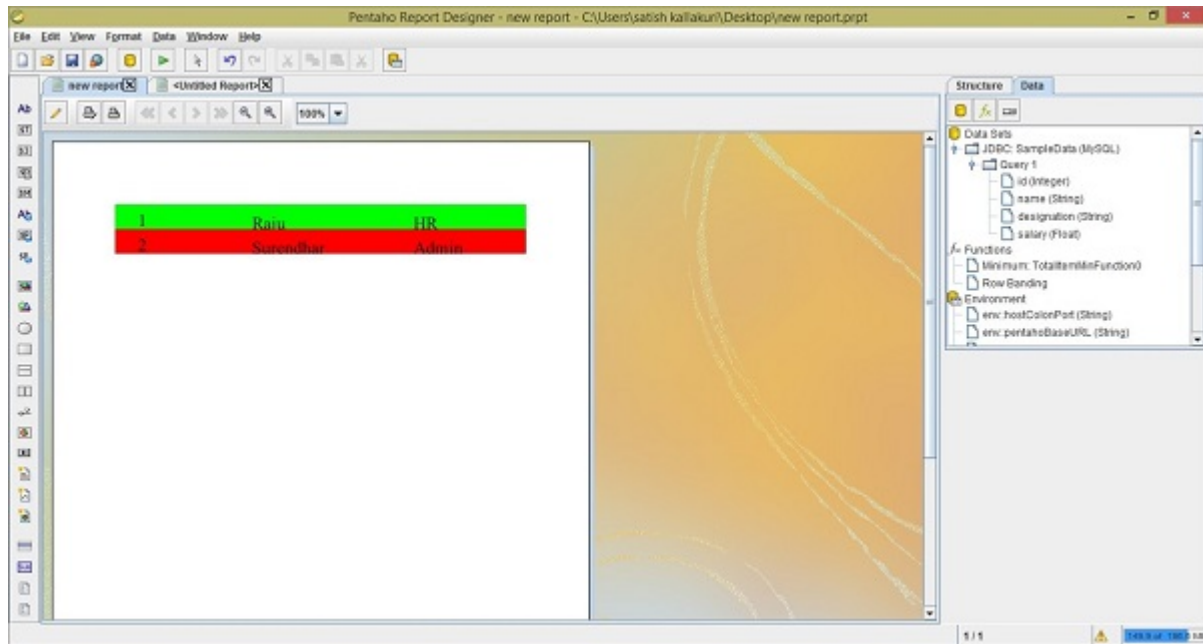 Pentaho Report Designer - new report - C:\Users\satish kallakuri\Desktop\new report.prpt
File Edit View Format Data Window Help
new report
<Untitled Report>
100%
1 Raju HR
2 Surendhar Admin
Structure Data
Data Sets
JDBC: SampleData (MySQL)
Query 1
id (Integer)
name (String)
designation (String)
salary (Float)
Functions
Minimum: TotalItemMinFunction0
Row Banding
Environment
env:hostColonPort (String)
env:pentahoBaseURL (String)
1 / 1